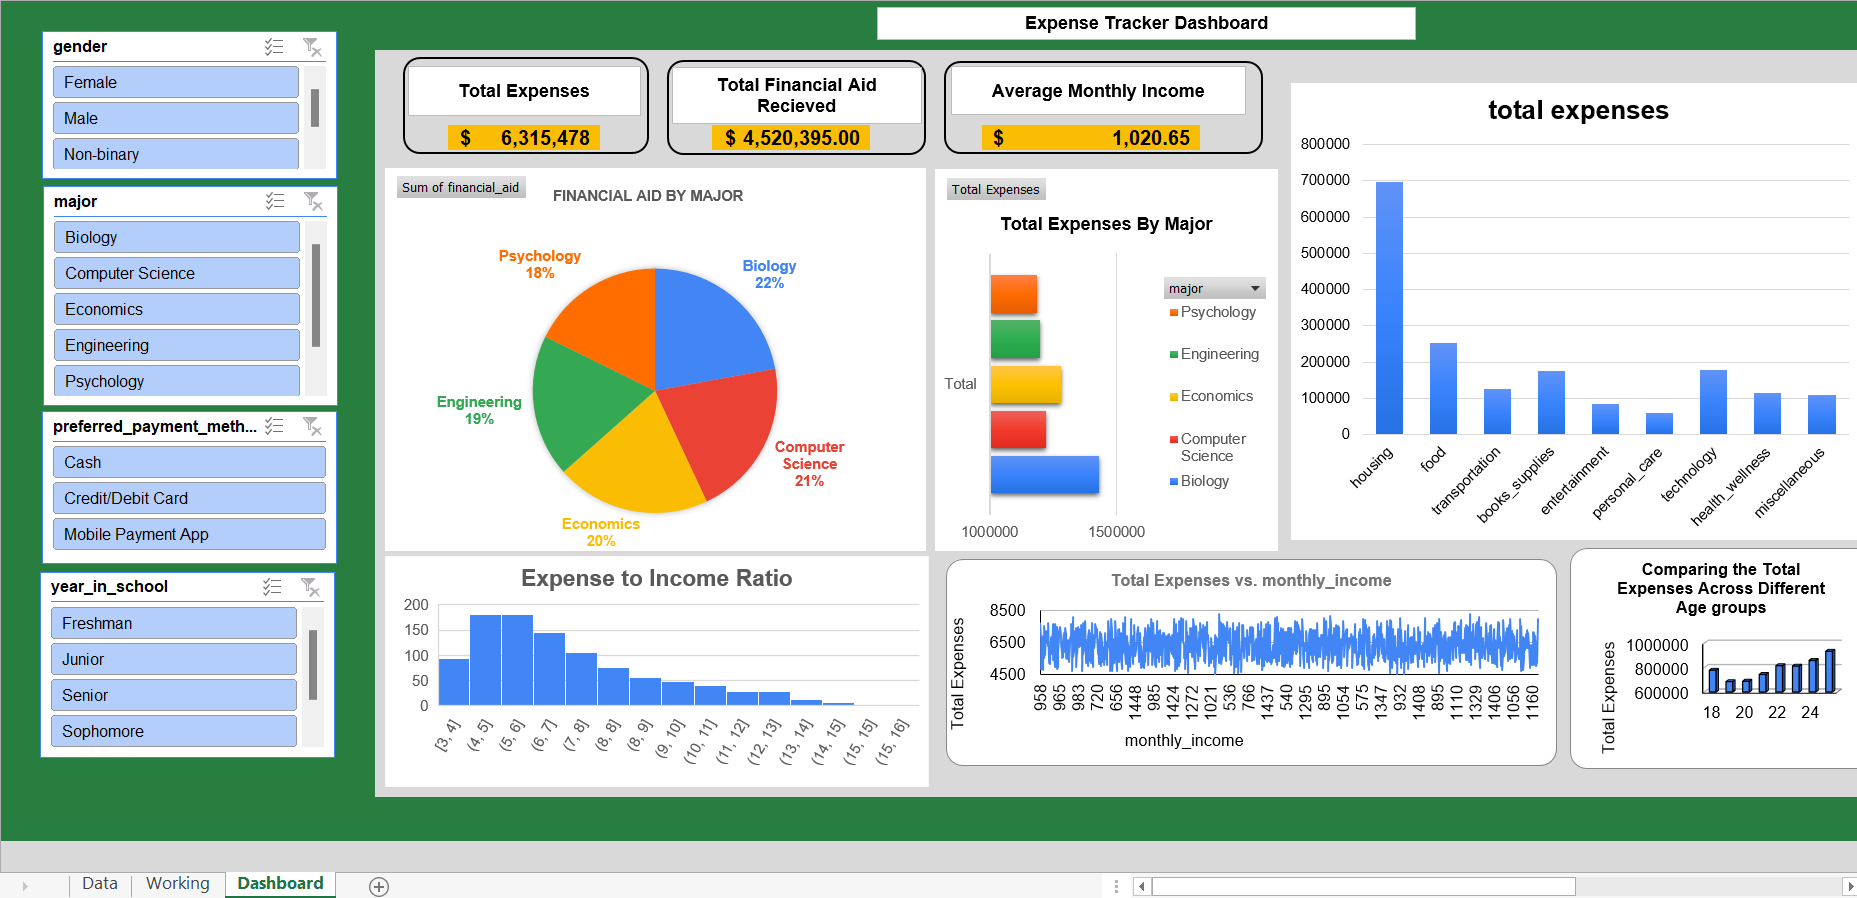 Expense Tracker Dashboard
gender
Female
Male
Non-binary
major
Biology
Computer Science
Economics
Engineering
Psychology
preferred_payment_meth...
Cash
Credit/Debit Card
Mobile Payment App
year_in_school
Freshman
Junior
Senior
Sophomore
Total Expenses
$ 6,315,478
Total Financial Aid
Recieved
$ 4,520,395.00
Average Monthly Income
$ 1,020.65
Sum of financial_aid
FINANCIAL AID BY MAJOR
Psychology
18%
Biology
22%
Engineering
19%
Computer
Science
21%
Economics
20%
Total Expenses
Total Expenses By Major
Total
1000000 1500000
major
Psychology
Engineering
Economics
Computer
Science
Biology
total expenses
800000
700000
600000
500000
400000
300000
200000
100000
0
housing
food
transportation
books_supplies
entertainment
personal_care
technology
health_wellness
miscellaneous
Expense to Income Ratio
200
150
100
50
0
[3, 4]
(4, 5]
(5, 6]
(6, 7]
(7, 8]
(8, 8]
(8, 9]
(9, 10]
(10, 11]
(11, 12]
(12, 13]
(13, 14]
(14, 15]
(15, 15]
(15, 16]
Total Expenses vs. monthly_income
Total Expenses
8500
6500
4500
958
965
983
720
656
1448
985
1424
1272
1021
536
766
1437
540
1295
895
1054
575
1347
932
1408
895
1110
1329
1406
1056
1160
monthly_income
Comparing the Total
Expenses Across Different
Age groups
Total Expenses
1000000
800000
600000
18 20 22 24
Data Working Dashboard